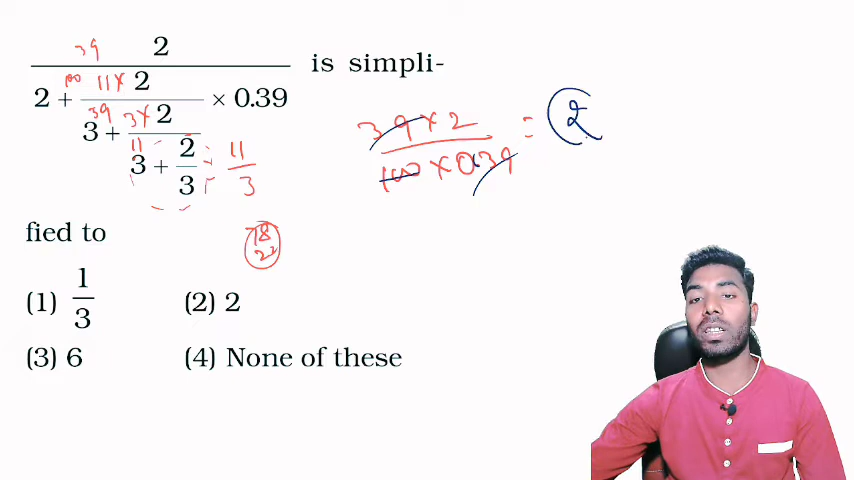 39 2
100 11 × 2
2 + × 0.39 is simpli-
39 3 × 2
3 +
11 2 11
3 +
3 3
39 × 2
= 2
100 × 0.39
fied to
78
22
1
(1) (2) 2
3
(3) 6 (4) None of these